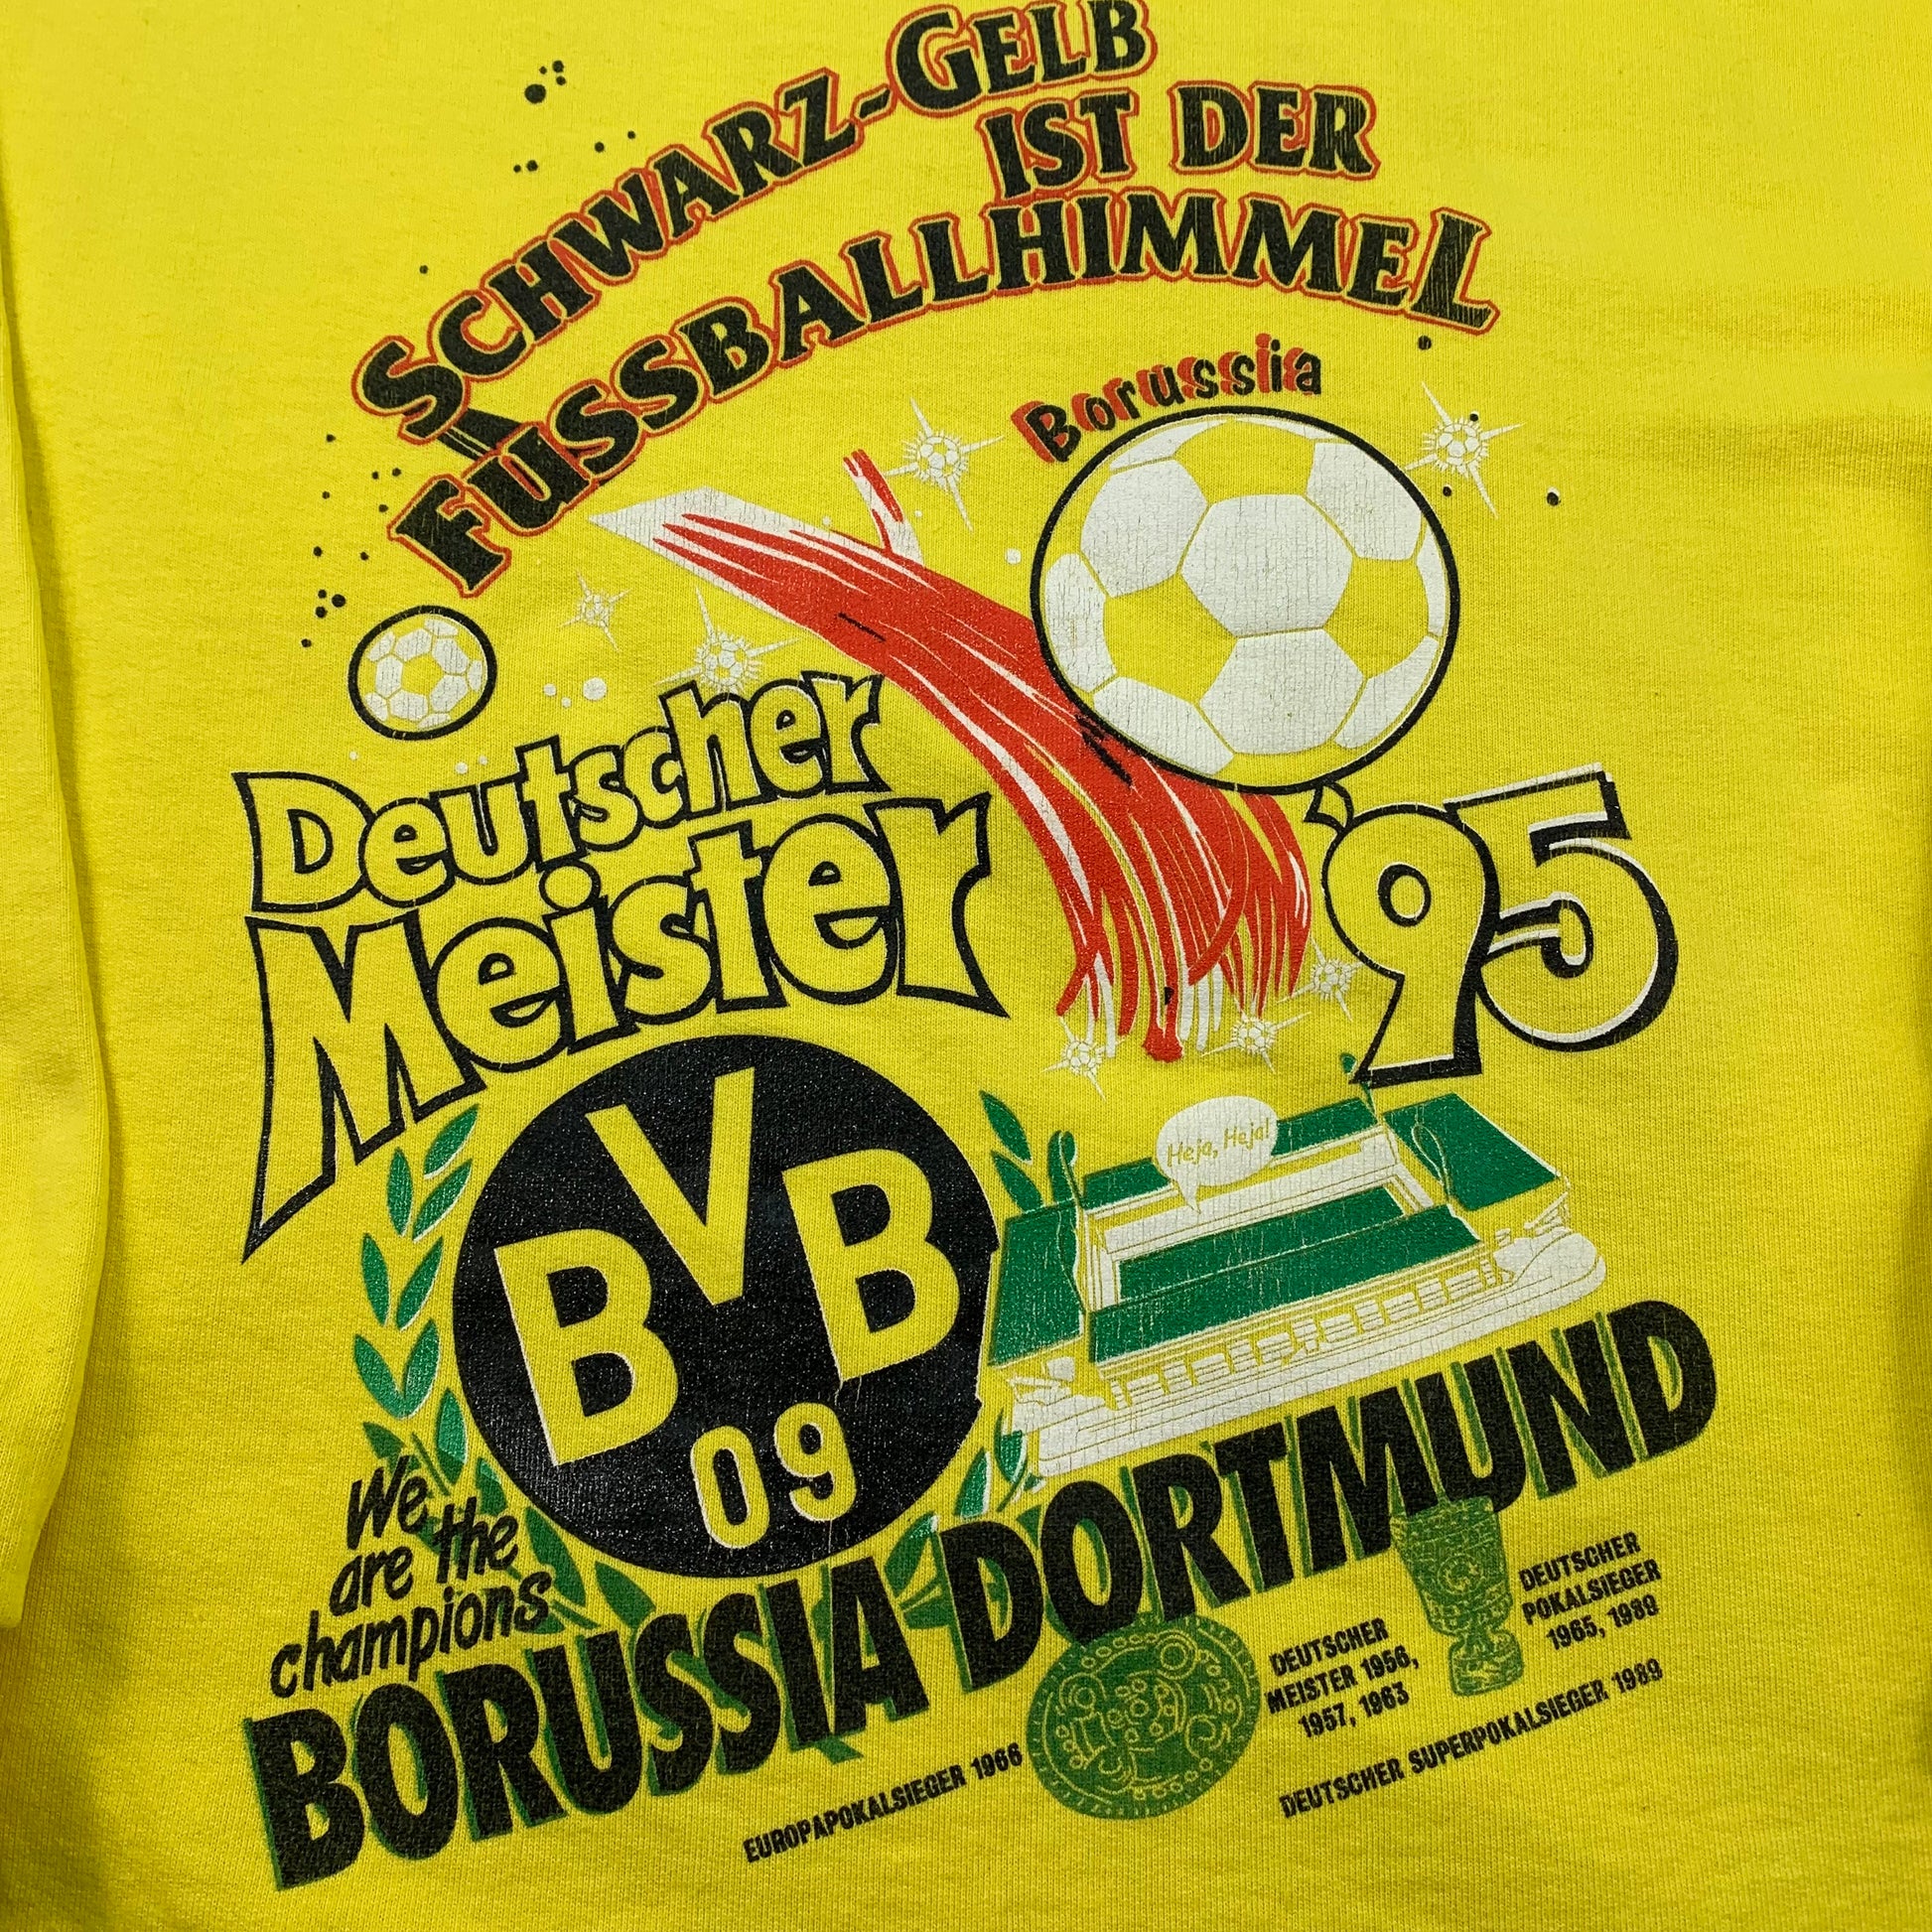 SCHWARZ-GELB
IST DER
FUSSBALLHIMMEL
Borussia
Deutscher
Meister
'95
BVB
09
Heja, Heja!
We
are the
champions
BORUSSIA DORTMUND
EUROPAPOKALSIEGER 1966
DEUTSCHER
MEISTER 1956,
1957, 1963
DEUTSCHER
POKALSIEGER
1965, 1989
DEUTSCHER SUPERPOKALSIEGER 1989